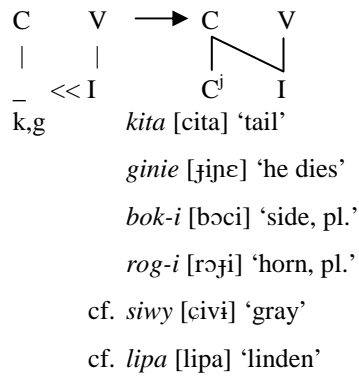 C V → C V
_ << I Cʲ I
k,g kita [cita] ‘tail’
ginie [ɟiɲɛ] ‘he dies’
bok-i [bɔci] ‘side, pl.’
rog-i [rɔɟi] ‘horn, pl.’
cf. siwy [ɕivɨ] ‘gray’
cf. lipa [lipa] ‘linden’